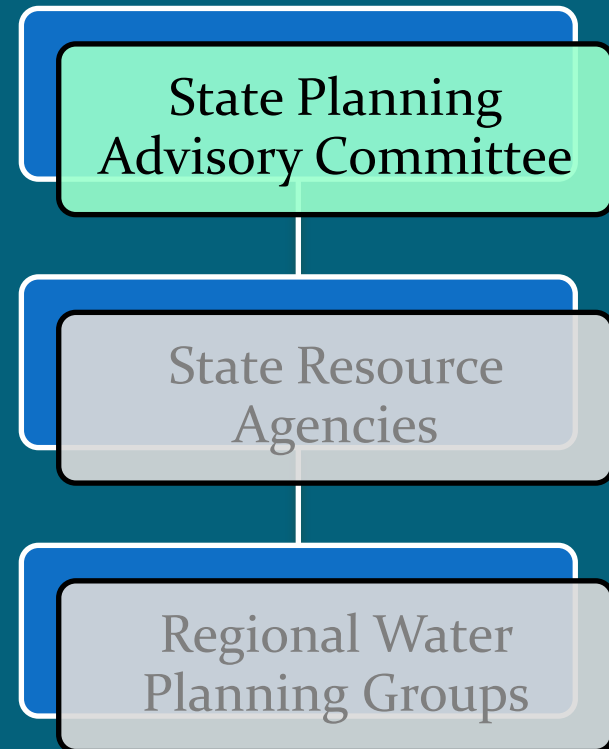 State Planning
Advisory Committee
State Resource
Agencies
Regional Water
Planning Groups